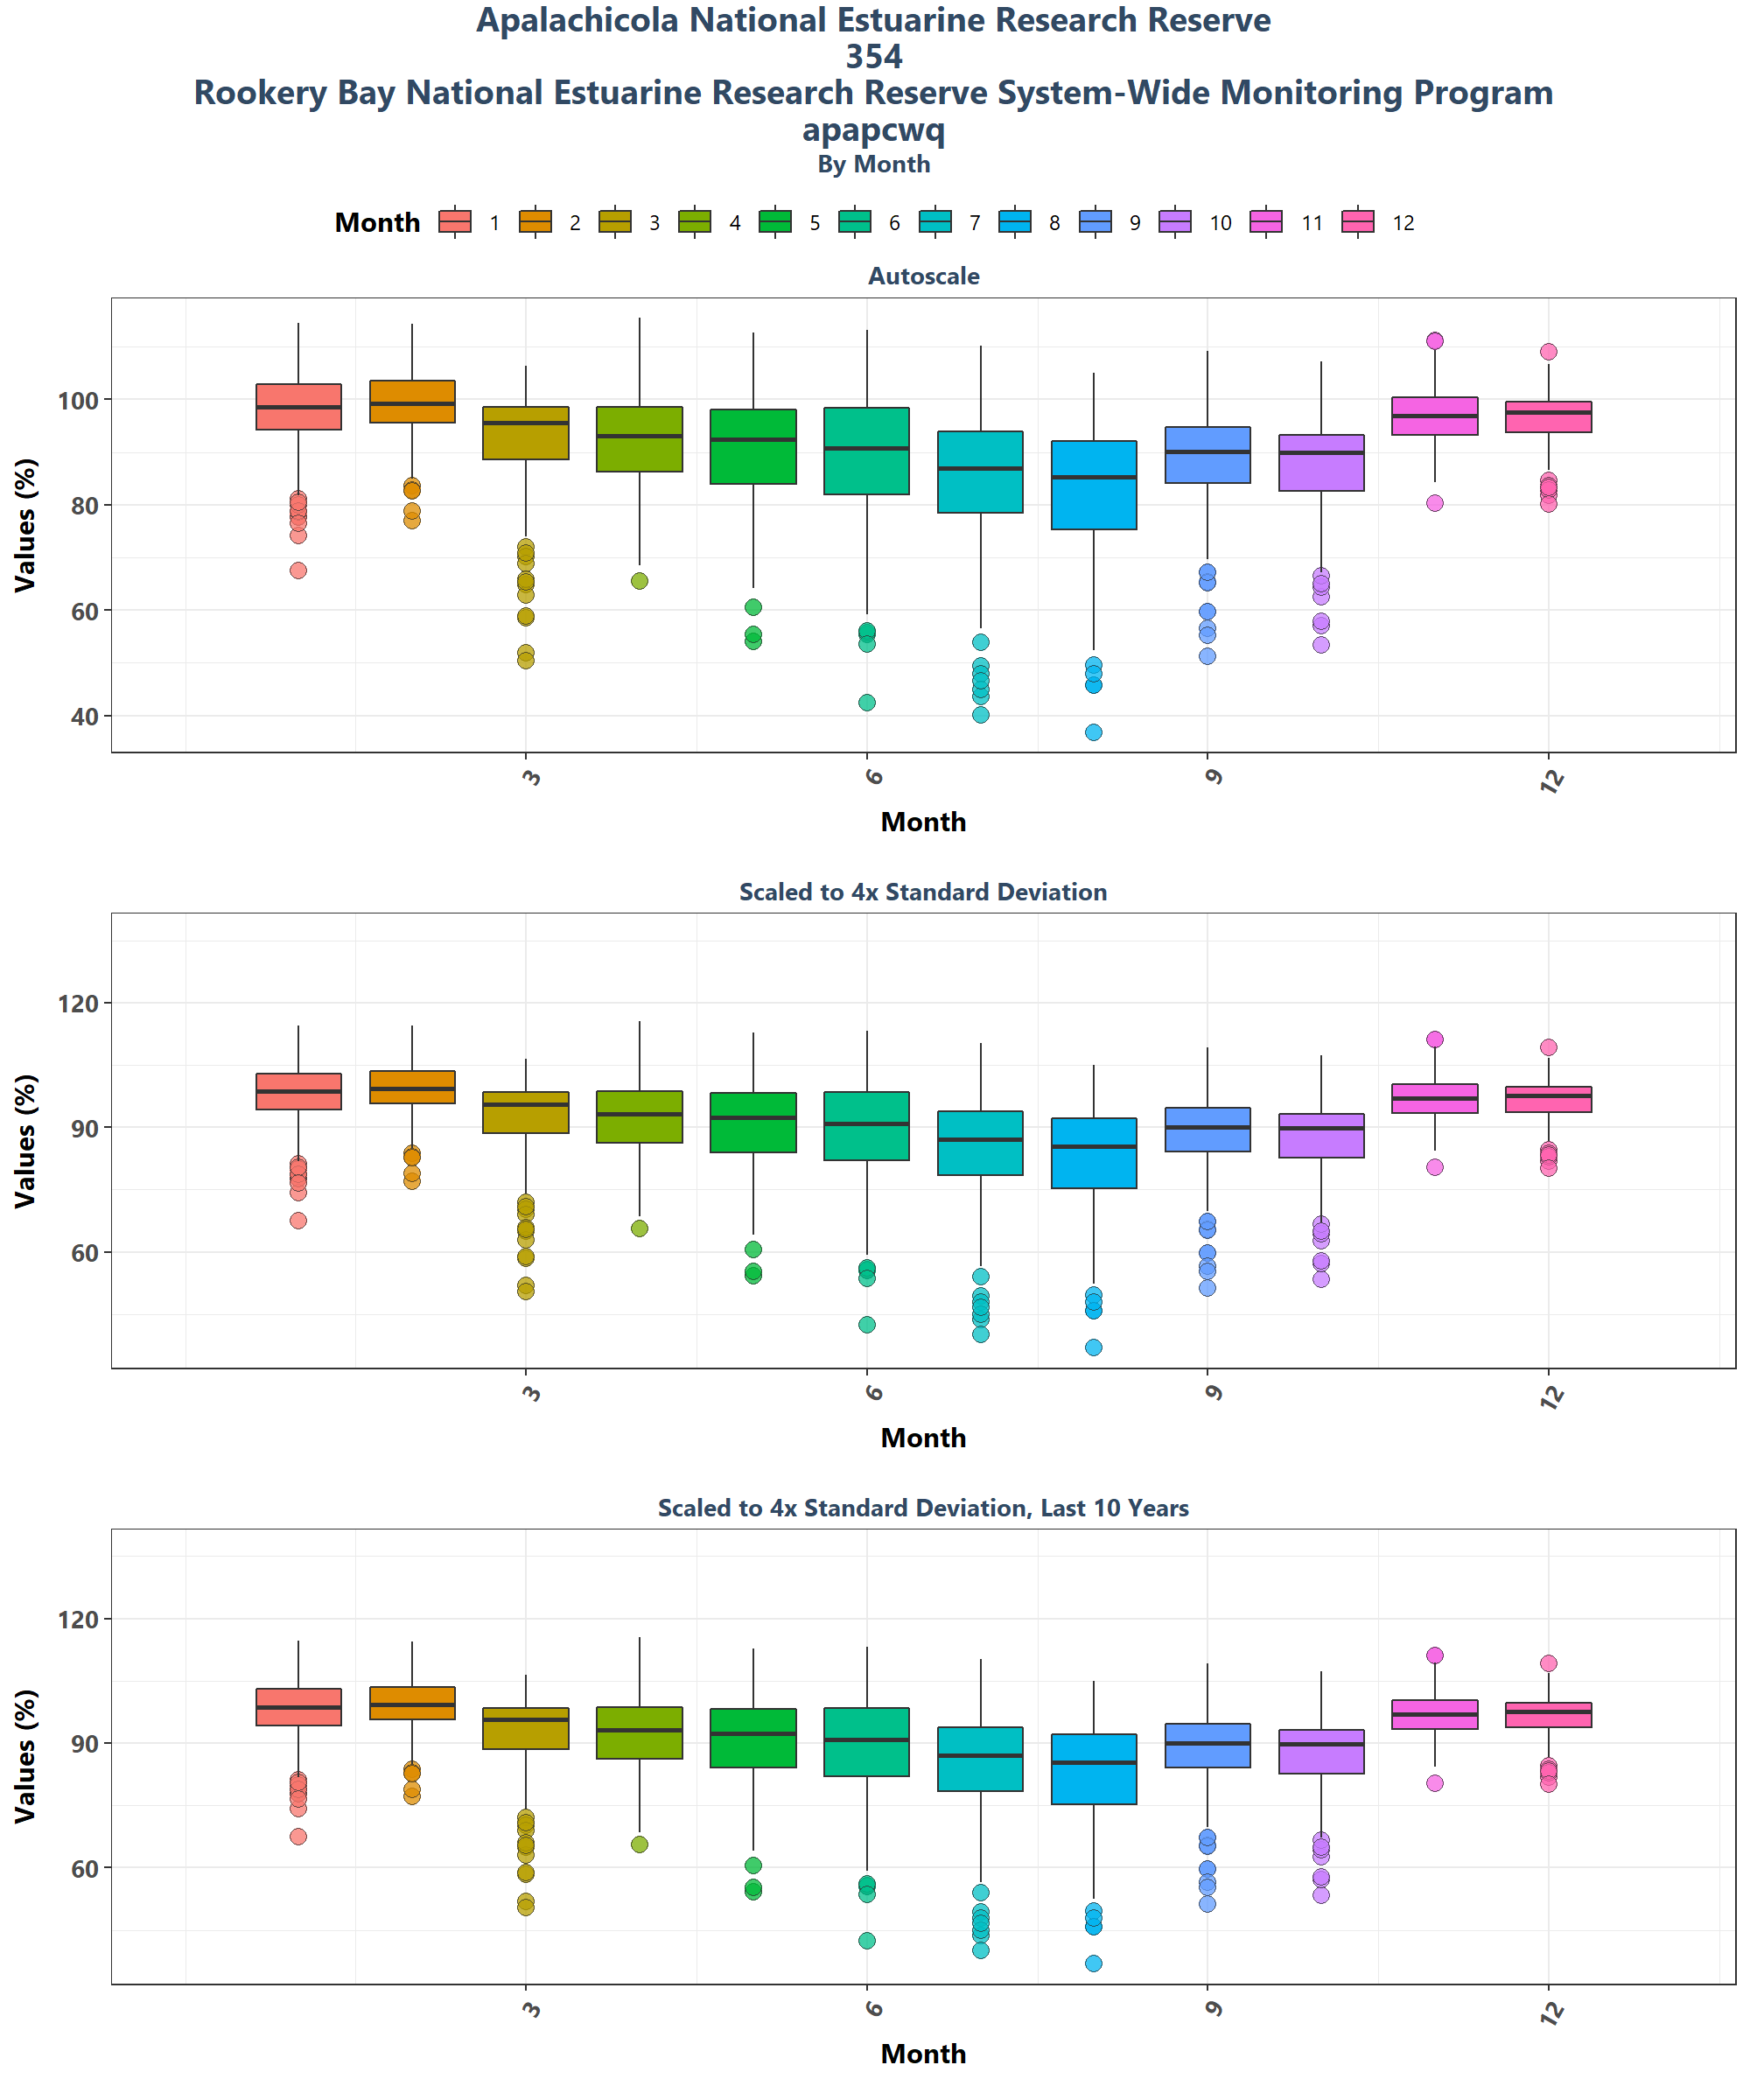 Apalachicola National Estuarine Research Reserve
354
Rookery Bay National Estuarine Research Reserve System-Wide Monitoring Program
apapcwq
By Month
Month 1 2 3 4 5 6 7 8 9 10 11 12
Autoscale
Values (%)
100
80
60
40
3 6 9 12
Month
Scaled to 4x Standard Deviation
Values (%)
120
90
60
3 6 9 12
Month
Scaled to 4x Standard Deviation, Last 10 Years
Values (%)
120
90
60
3 6 9 12
Month